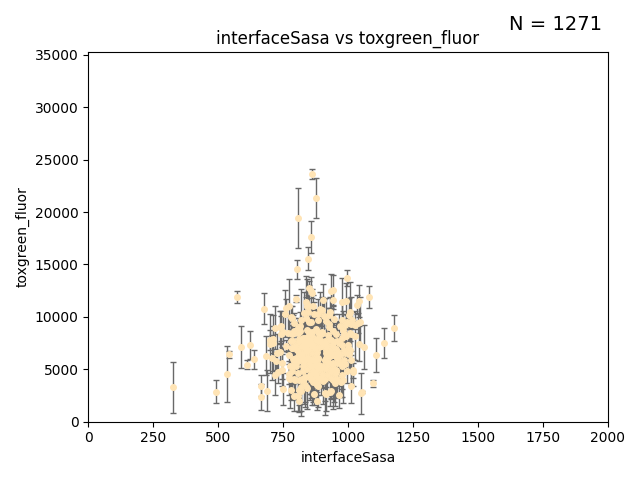 N = 1271
interfaceSasa vs toxgreen_fluor
35000
30000
25000
20000
15000
10000
5000
0
toxgreen_fluor
0 250 500 750 1000 1250 1500 1750 2000
interfaceSasa